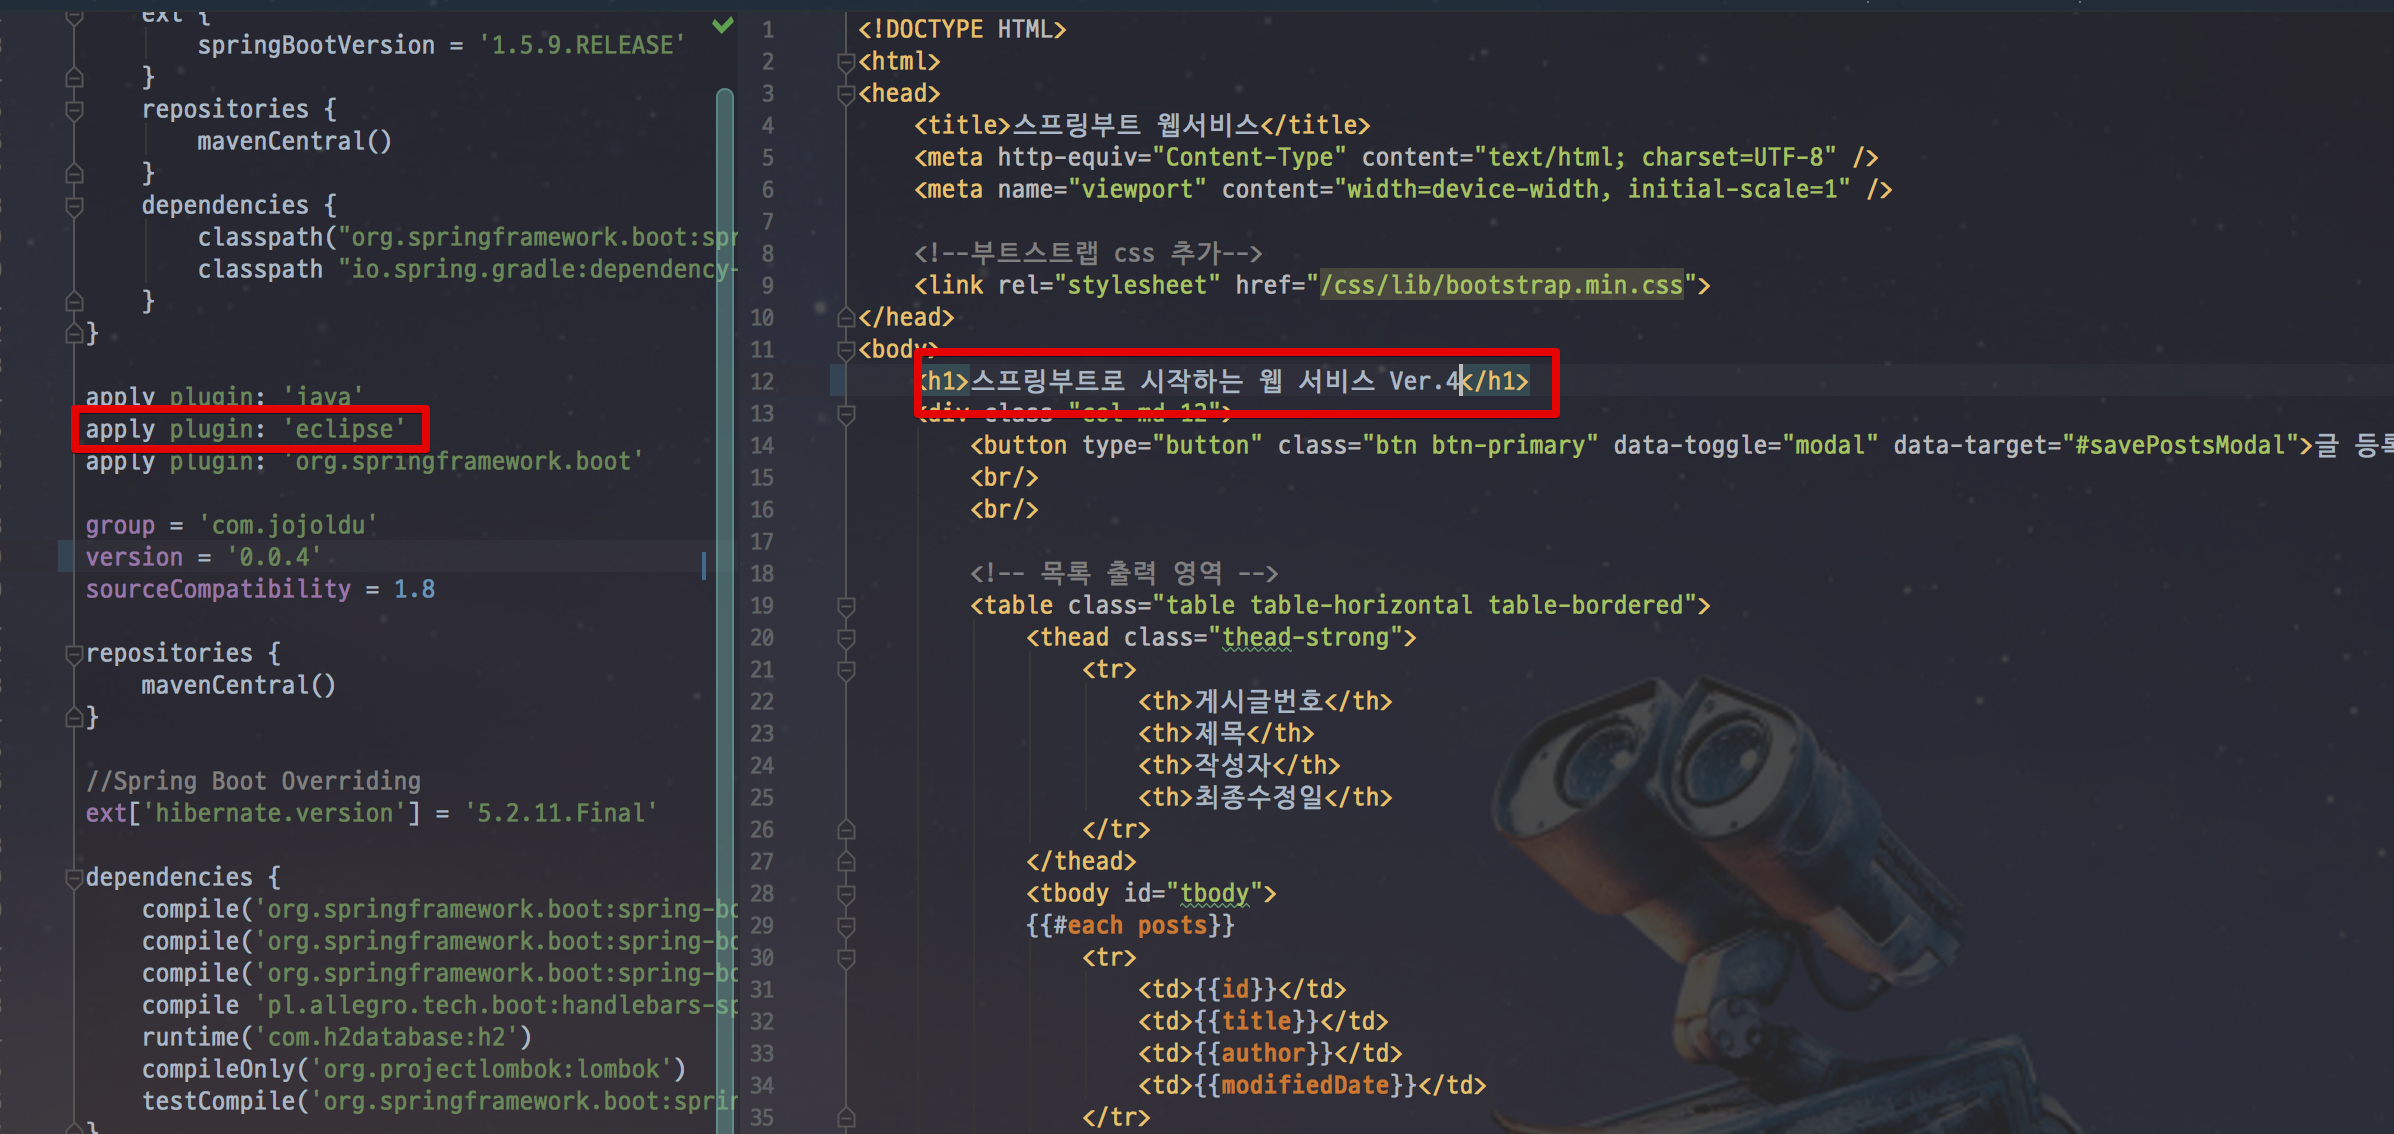 ext {
springBootVersion = '1.5.9.RELEASE'
}
repositories {
mavenCentral()
}
dependencies {
classpath("org.springframework.boot:spr
classpath "io.spring.gradle:dependency-
}
}
apply plugin: 'java'
apply plugin: 'eclipse'
apply plugin: 'org.springframework.boot'
group = 'com.jojoldu'
version = '0.0.4'
sourceCompatibility = 1.8
repositories {
mavenCentral()
}
//Spring Boot Overriding
ext['hibernate.version'] = '5.2.11.Final'
dependencies {
compile('org.springframework.boot:spring-bo
compile('org.springframework.boot:spring-bo
compile('org.springframework.boot:spring-bo
compile 'pl.allegro.tech.boot:handlebars-sp
runtime('com.h2database:h2')
compileOnly('org.projectlombok:lombok')
testCompile('org.springframework.boot:sprin
}
1 <!DOCTYPE HTML>
2 <html>
3 <head>
4 <title>스프링부트 웹서비스</title>
5 <meta http-equiv="Content-Type" content="text/html; charset=UTF-8" />
6 <meta name="viewport" content="width=device-width, initial-scale=1" />
7
8 <!--부트스트랩 css 추가-->
9 <link rel="stylesheet" href="/css/lib/bootstrap.min.css">
10 </head>
11 <body>
12 <h1>스프링부트로 시작하는 웹 서비스 Ver.4</h1>
13 <div class="col-md-12">
14 <button type="button" class="btn btn-primary" data-toggle="modal" data-target="#savePostsModal">글 등록
15 <br/>
16 <br/>
17
18 <!-- 목록 출력 영역 -->
19 <table class="table table-horizontal table-bordered">
20 <thead class="thead-strong">
21 <tr>
22 <th>게시글번호</th>
23 <th>제목</th>
24 <th>작성자</th>
25 <th>최종수정일</th>
26 </tr>
27 </thead>
28 <tbody id="tbody">
29 {{#each posts}}
30 <tr>
31 <td>{{id}}</td>
32 <td>{{title}}</td>
33 <td>{{author}}</td>
34 <td>{{modifiedDate}}</td>
35 </tr>